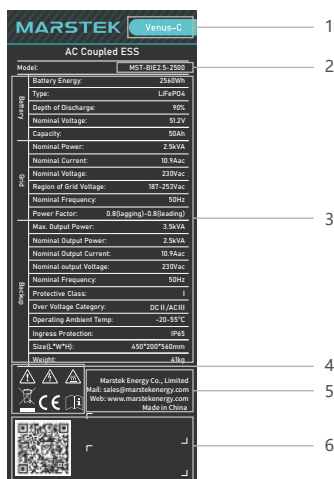 MARSTEK Venus-C 1
AC Coupled ESS
Model: MST-BIE2.5-2500 2
Battery
Battery Energy: 2560Wh
Type: LiFePO4
Depth of Discharge: 90%
Nominal Voltage: 51.2V
Capacity: 50Ah
Grid
Nominal Power: 2.5kVA
Nominal Current: 10.9Aac
Nominal Voltage: 230Vac
Region of Grid Voltage: 187-253Vac
Nominal Frequency: 50Hz
Power Factor: 0.8(lagging)-0.8(leading)
3
Backup
Max. Output Power: 3.5kVA
Nominal Output Power: 2.5kVA
Nominal Output Current: 10.9Aac
Nominal output Voltage: 230Vac
Nominal Frequency: 50Hz
Protective Class: I
Over Voltage Category: DC II /AC III
Operating Ambient Temp: -20-55°C
Ingress Protection: IP65
Size(L*W*H): 450*200*560mm
Weight: 41kg
4
CE
Marstek Energy Co., Limited
Mail: sales@marstekenergy.com
Web: www.marstekenergy.com
Made in China
5
6